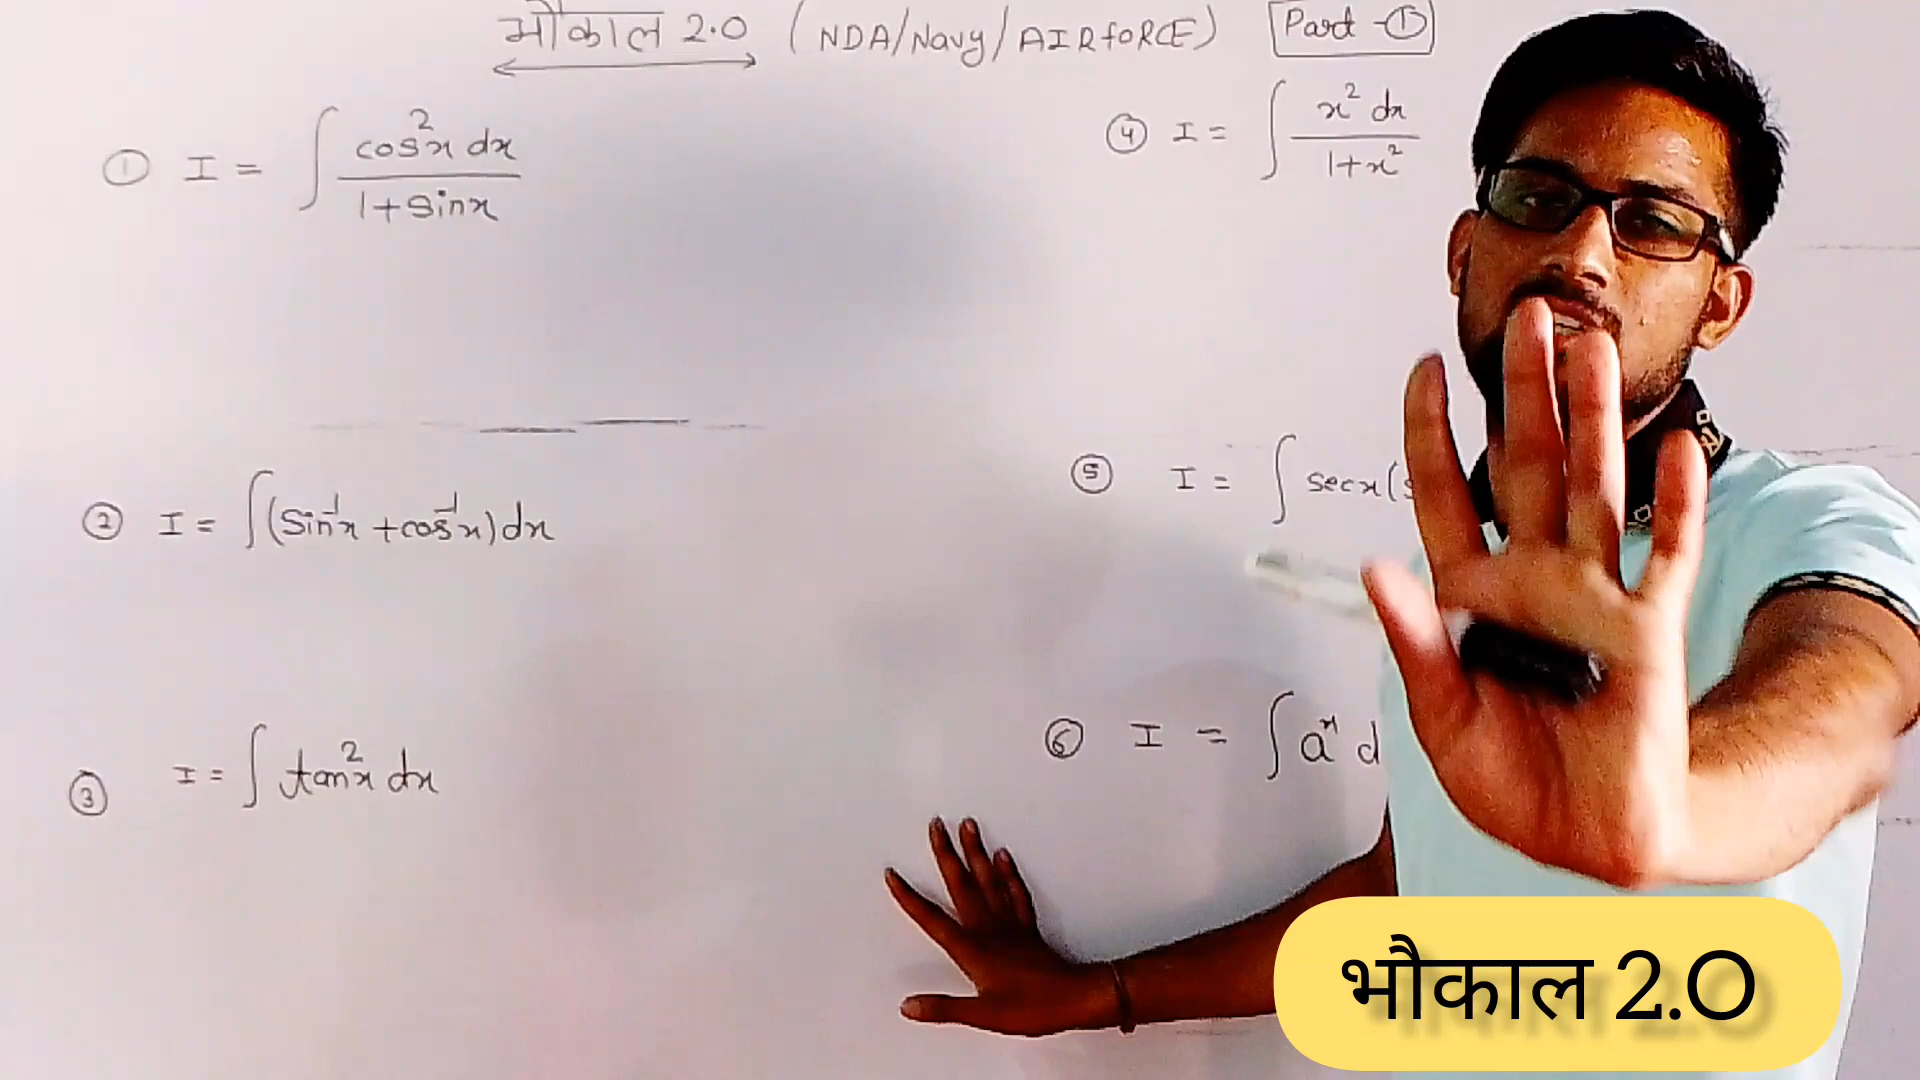 भौकाल 2.0 (NDA/Navy/AIRfORCE) Part -①
① I = ∫ cos²x dx / 1+sinx
② I = ∫(sin⁻¹x + cos⁻¹x)dx
③ I = ∫ tan²x dx
④ I = ∫ x² dx / 1+x²
⑤ I = ∫ secx(
⑥ I = ∫ aˣ d
भौकाल 2.0